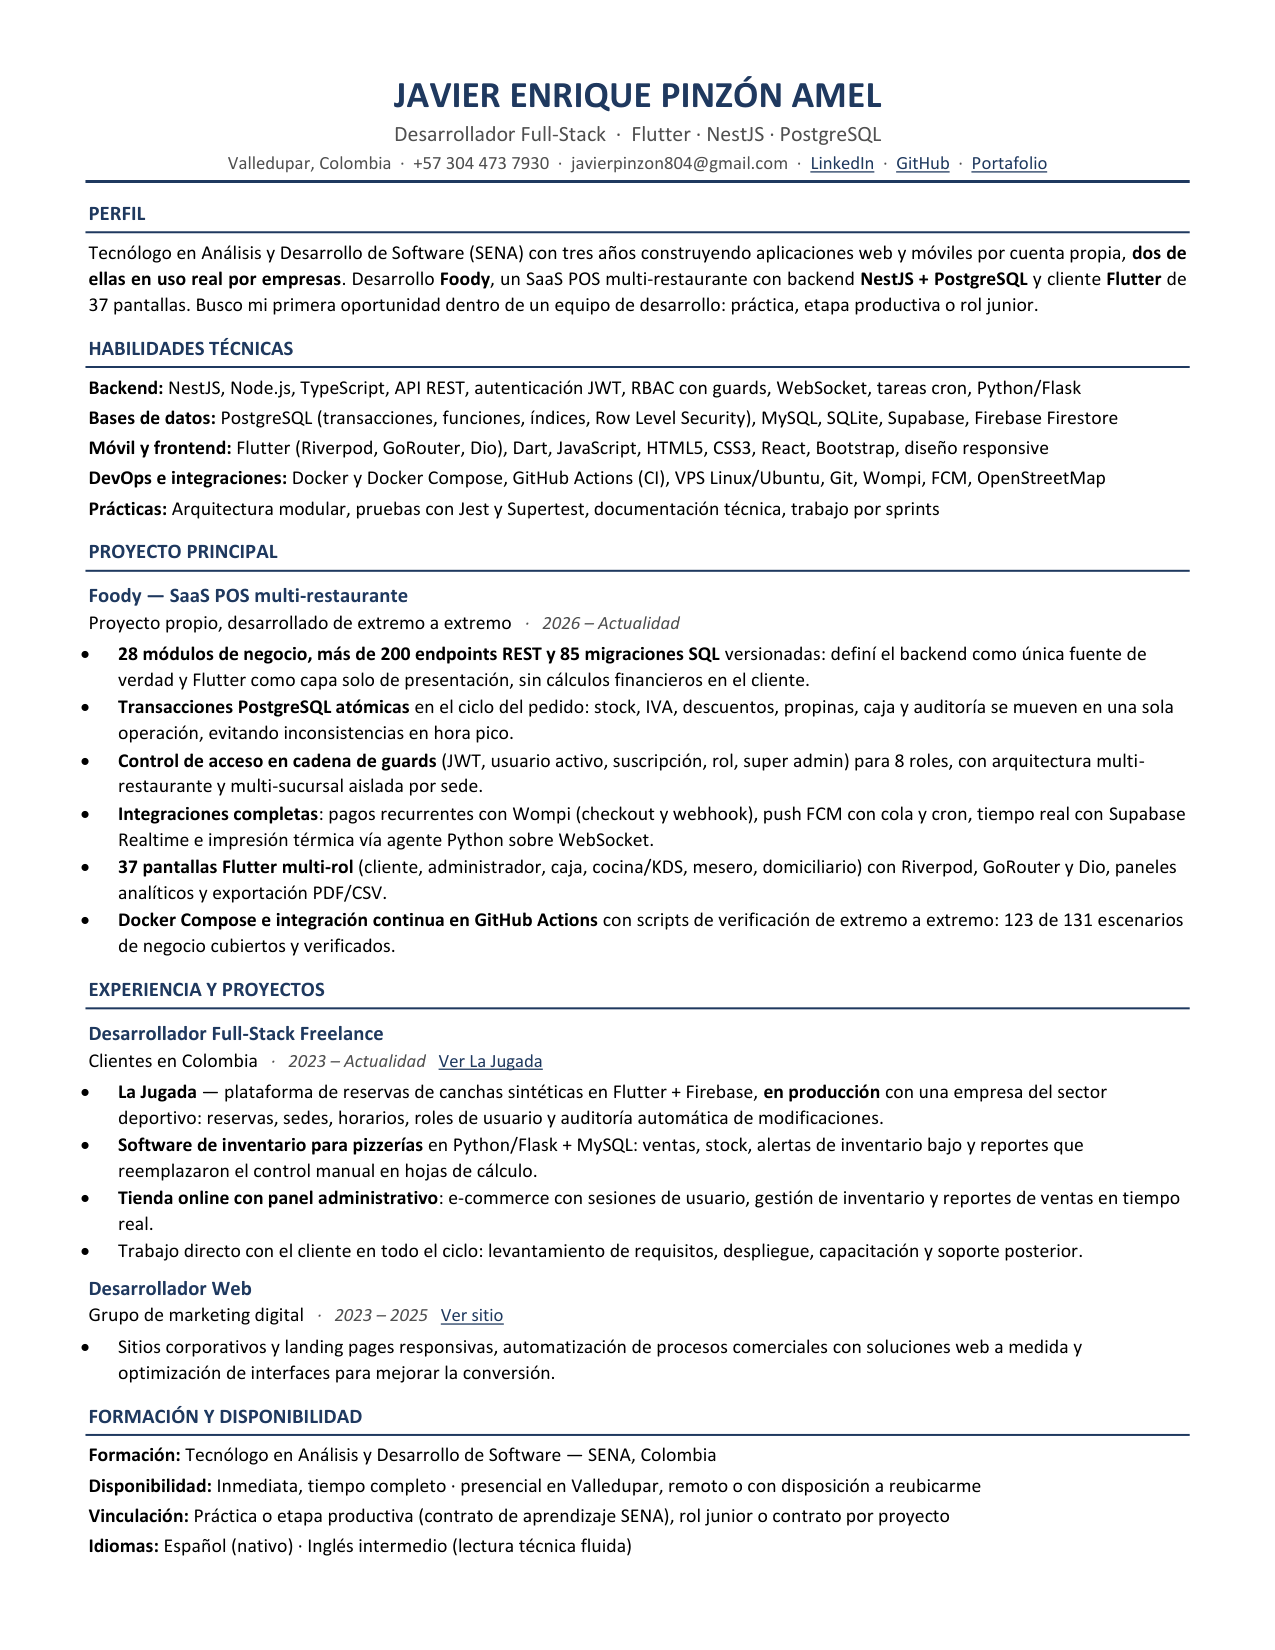 JAVIER ENRIQUE PINZÓN AMEL
Desarrollador Full-Stack · Flutter · NestJS · PostgreSQL
Valledupar, Colombia · +57 304 473 7930 · javierpinzon804@gmail.com · LinkedIn · GitHub · Portafolio
PERFIL
Tecnólogo en Análisis y Desarrollo de Software (SENA) con tres años construyendo aplicaciones web y móviles por cuenta propia, dos de
ellas en uso real por empresas. Desarrollo Foody, un SaaS POS multi-restaurante con backend NestJS + PostgreSQL y cliente Flutter de
37 pantallas. Busco mi primera oportunidad dentro de un equipo de desarrollo: práctica, etapa productiva o rol junior.
HABILIDADES TÉCNICAS
Backend: NestJS, Node.js, TypeScript, API REST, autenticación JWT, RBAC con guards, WebSocket, tareas cron, Python/Flask
Bases de datos: PostgreSQL (transacciones, funciones, índices, Row Level Security), MySQL, SQLite, Supabase, Firebase Firestore
Móvil y frontend: Flutter (Riverpod, GoRouter, Dio), Dart, JavaScript, HTML5, CSS3, React, Bootstrap, diseño responsive
DevOps e integraciones: Docker y Docker Compose, GitHub Actions (CI), VPS Linux/Ubuntu, Git, Wompi, FCM, OpenStreetMap
Prácticas: Arquitectura modular, pruebas con Jest y Supertest, documentación técnica, trabajo por sprints
PROYECTO PRINCIPAL
Foody — SaaS POS multi-restaurante
Proyecto propio, desarrollado de extremo a extremo · 2026 – Actualidad
• 28 módulos de negocio, más de 200 endpoints REST y 85 migraciones SQL versionadas: definí el backend como única fuente de
verdad y Flutter como capa solo de presentación, sin cálculos financieros en el cliente.
• Transacciones PostgreSQL atómicas en el ciclo del pedido: stock, IVA, descuentos, propinas, caja y auditoría se mueven en una sola
operación, evitando inconsistencias en hora pico.
• Control de acceso en cadena de guards (JWT, usuario activo, suscripción, rol, super admin) para 8 roles, con arquitectura multi-
restaurante y multi-sucursal aislada por sede.
• Integraciones completas: pagos recurrentes con Wompi (checkout y webhook), push FCM con cola y cron, tiempo real con Supabase
Realtime e impresión térmica vía agente Python sobre WebSocket.
• 37 pantallas Flutter multi-rol (cliente, administrador, caja, cocina/KDS, mesero, domiciliario) con Riverpod, GoRouter y Dio, paneles
analíticos y exportación PDF/CSV.
• Docker Compose e integración continua en GitHub Actions con scripts de verificación de extremo a extremo: 123 de 131 escenarios
de negocio cubiertos y verificados.
EXPERIENCIA Y PROYECTOS
Desarrollador Full-Stack Freelance
Clientes en Colombia · 2023 – Actualidad Ver La Jugada
• La Jugada — plataforma de reservas de canchas sintéticas en Flutter + Firebase, en producción con una empresa del sector
deportivo: reservas, sedes, horarios, roles de usuario y auditoría automática de modificaciones.
• Software de inventario para pizzerías en Python/Flask + MySQL: ventas, stock, alertas de inventario bajo y reportes que
reemplazaron el control manual en hojas de cálculo.
• Tienda online con panel administrativo: e-commerce con sesiones de usuario, gestión de inventario y reportes de ventas en tiempo
real.
• Trabajo directo con el cliente en todo el ciclo: levantamiento de requisitos, despliegue, capacitación y soporte posterior.
Desarrollador Web
Grupo de marketing digital · 2023 – 2025 Ver sitio
• Sitios corporativos y landing pages responsivas, automatización de procesos comerciales con soluciones web a medida y
optimización de interfaces para mejorar la conversión.
FORMACIÓN Y DISPONIBILIDAD
Formación: Tecnólogo en Análisis y Desarrollo de Software — SENA, Colombia
Disponibilidad: Inmediata, tiempo completo · presencial en Valledupar, remoto o con disposición a reubicarme
Vinculación: Práctica o etapa productiva (contrato de aprendizaje SENA), rol junior o contrato por proyecto
Idiomas: Español (nativo) · Inglés intermedio (lectura técnica fluida)